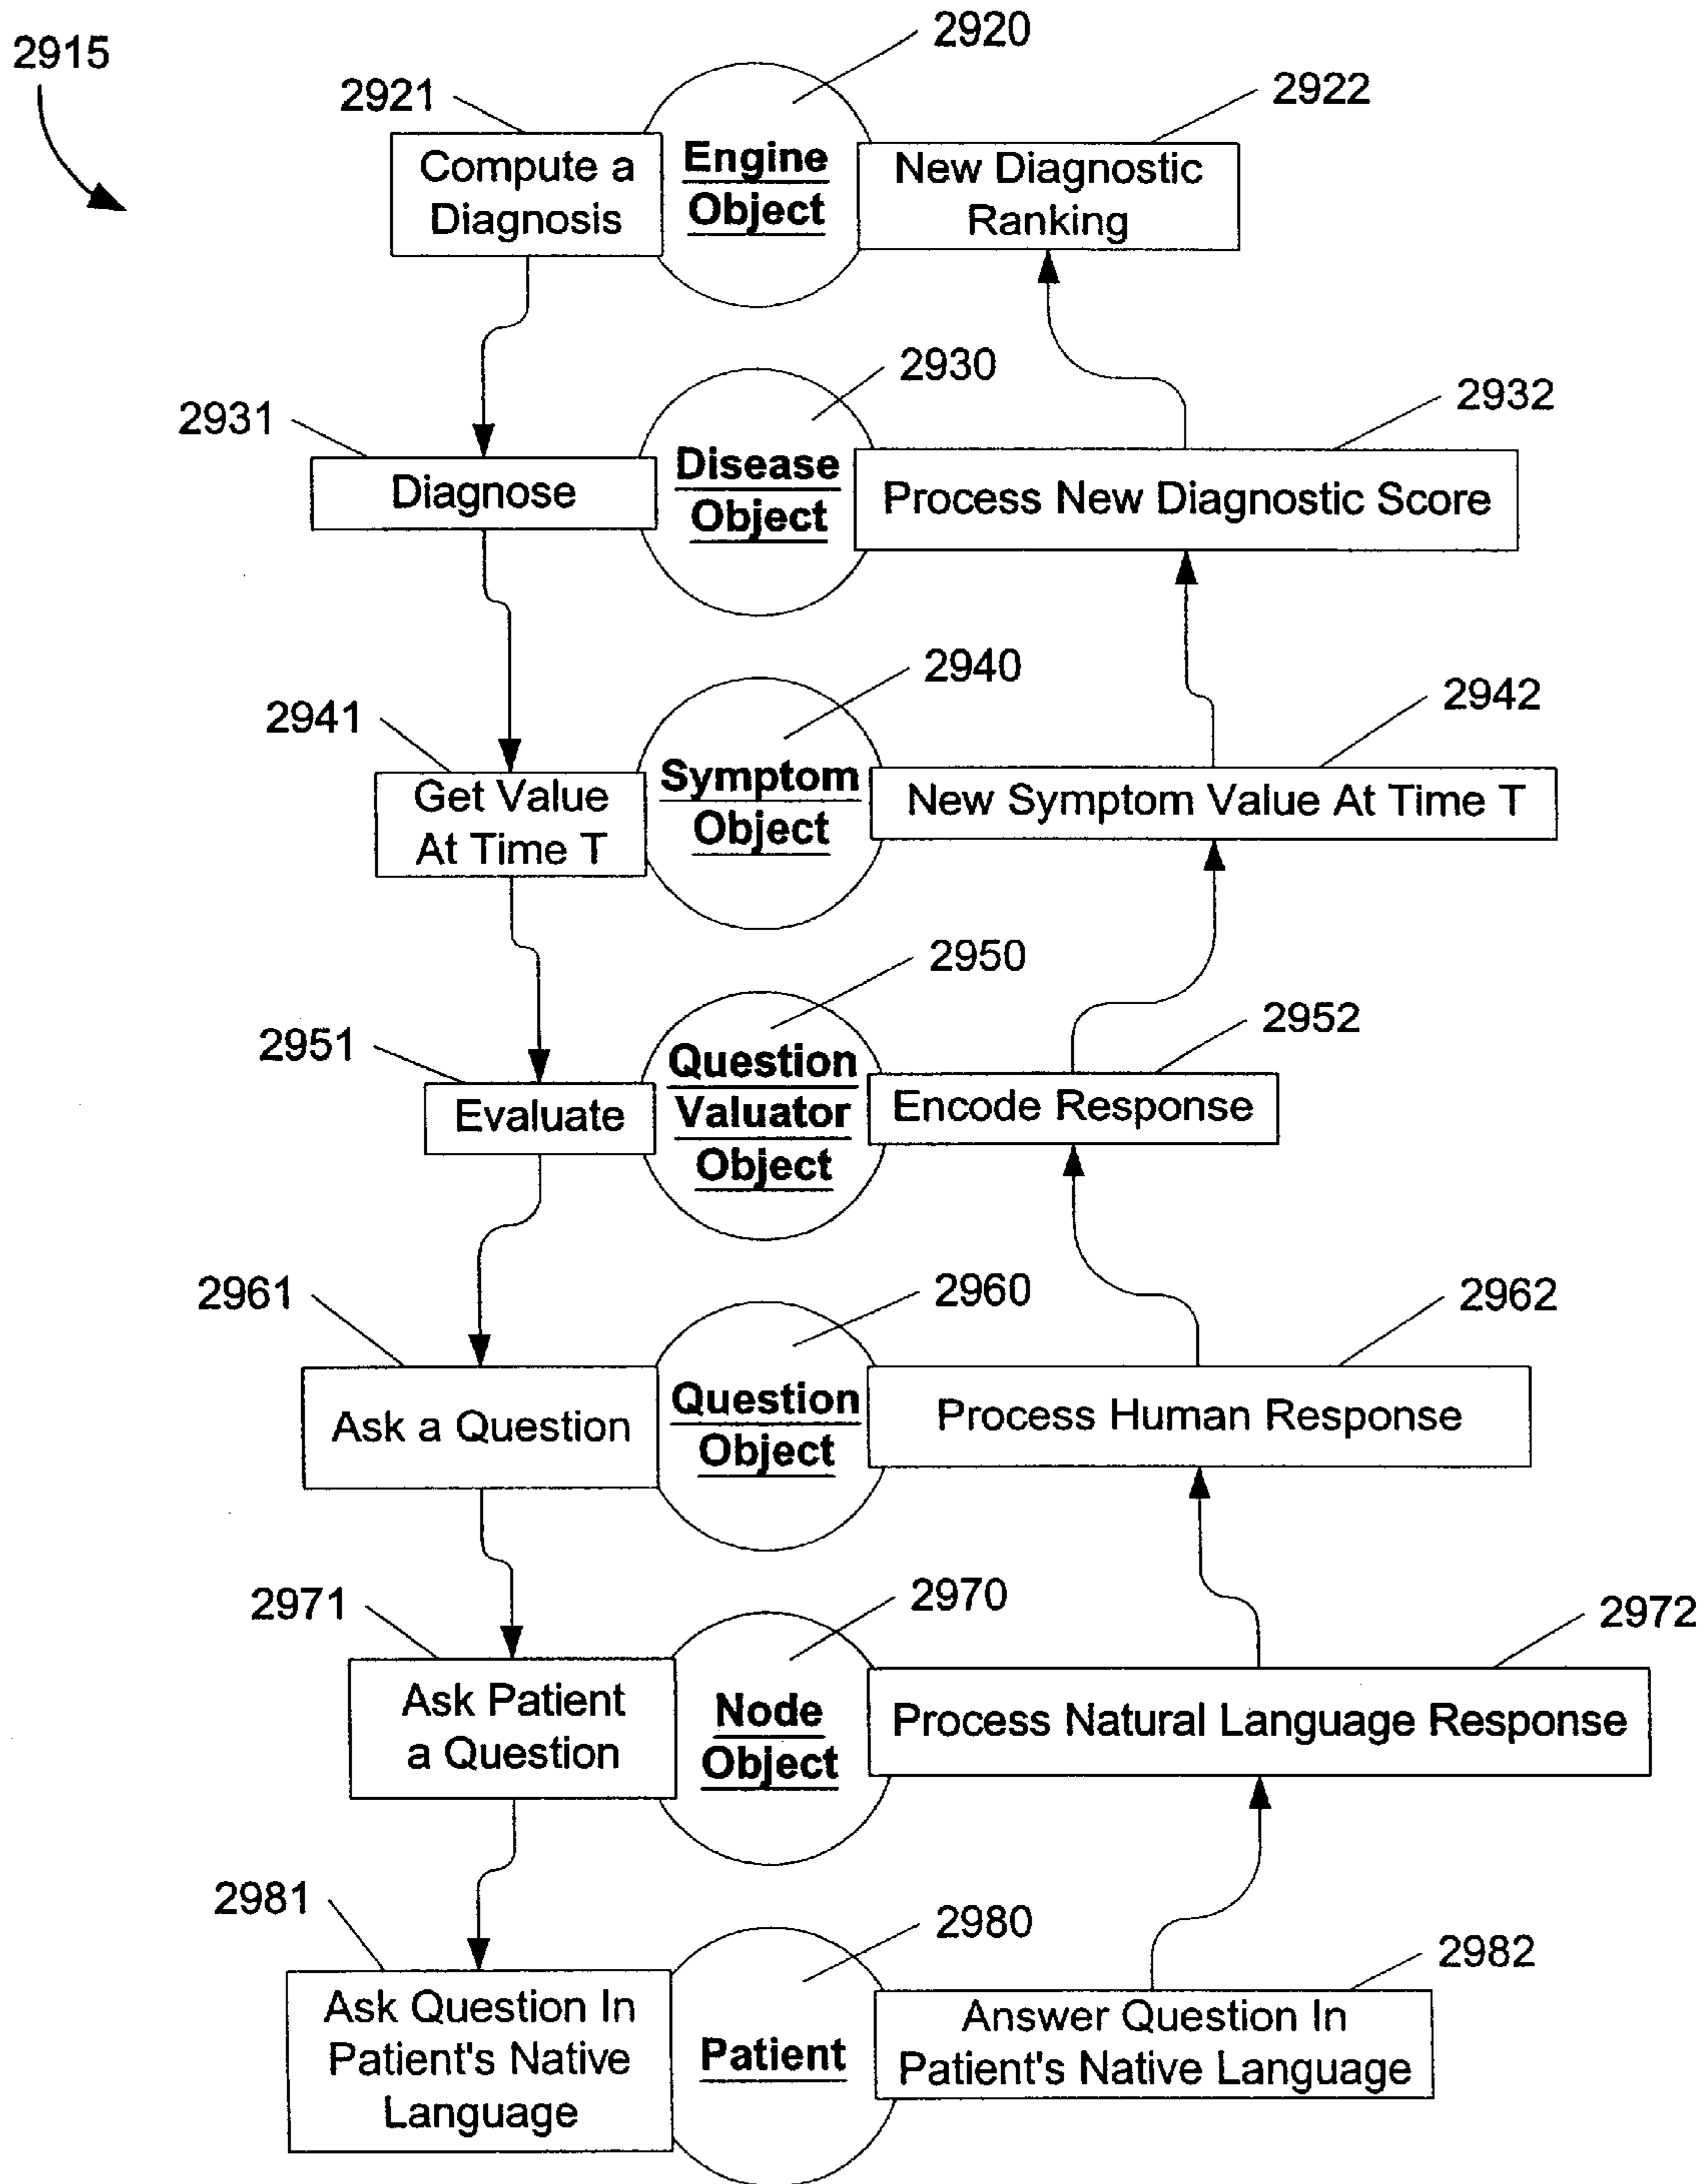 2915
2920
2921
2922
Compute a
Diagnosis
Engine
Object
New Diagnostic
Ranking
2930
2931
2932
Diagnose
Disease
Object
Process New Diagnostic Score
2940
2941
2942
Get Value
At Time T
Symptom
Object
New Symptom Value At Time T
2950
2951
2952
Evaluate
Question
Valuator
Object
Encode Response
2960
2961
2962
Ask a Question
Question
Object
Process Human Response
2970
2971
2972
Ask Patient
a Question
Node
Object
Process Natural Language Response
2980
2981
2982
Ask Question In
Patient's Native
Language
Patient
Answer Question In
Patient's Native Language